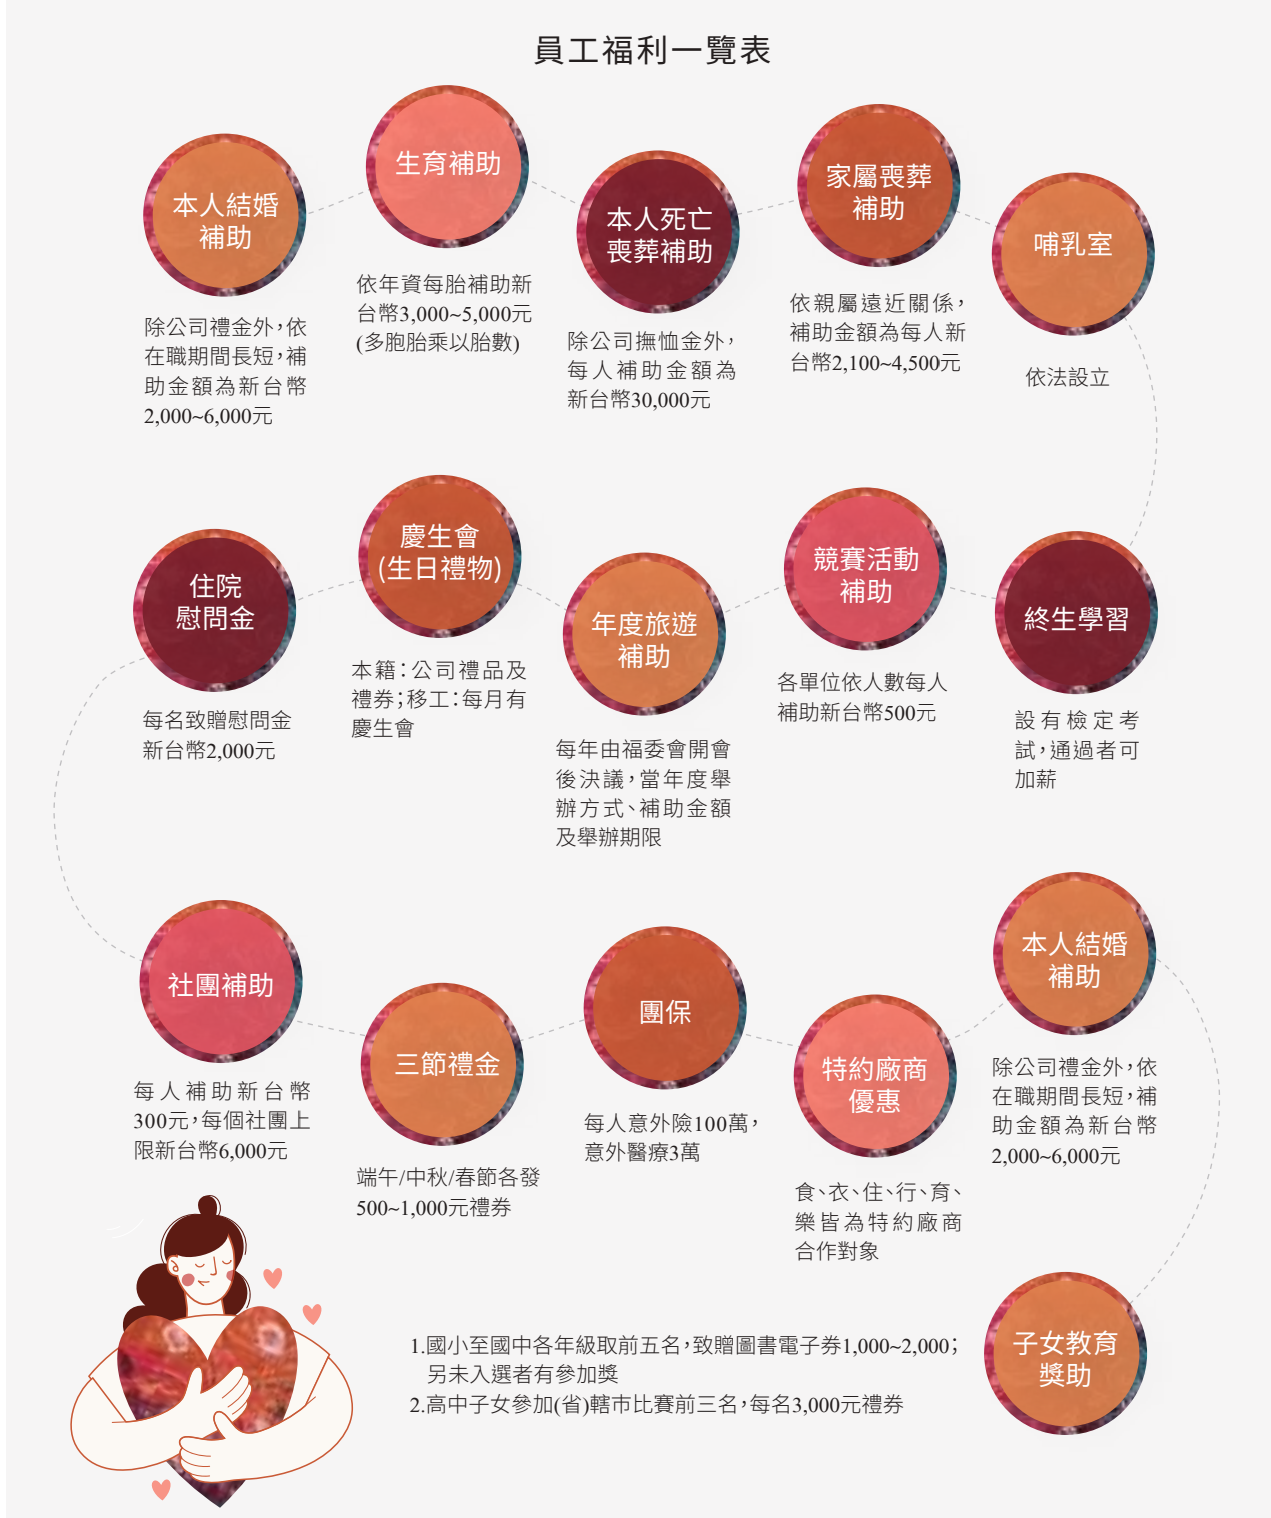 員工福利一覽表
本人結婚
補助
除公司禮金外，依
在職期間長短，補
助金額為新台幣
2,000~6,000元
生育補助
依年資每胎補助新
台幣3,000~5,000元
(多胞胎乘以胎數)
本人死亡
喪葬補助
除公司撫恤金外，
每人補助金額為
新台幣30,000元
家屬喪葬
補助
依親屬遠近關係，
補助金額為每人新
台幣2,100~4,500元
哺乳室
依法設立
住院
慰問金
每名致贈慰問金
新台幣2,000元
慶生會
(生日禮物)
本籍：公司禮品及
禮券；移工：每月有
慶生會
年度旅遊
補助
每年由福委會開會
後決議，當年度舉
辦方式、補助金額
及舉辦期限
競賽活動
補助
各單位依人數每人
補助新台幣500元
終生學習
設有檢定考
試，通過者可
加薪
社團補助
每人補助新台幣
300元，每個社團上
限新台幣6,000元
三節禮金
端午/中秋/春節各發
500~1,000元禮券
團保
每人意外險100萬，
意外醫療3萬
特約廠商
優惠
食、衣、住、行、育、
樂皆為特約廠商
合作對象
本人結婚
補助
除公司禮金外，依
在職期間長短，補
助金額為新台幣
2,000~6,000元
子女教育
獎助
1.國小至國中各年級取前五名，致贈圖書電子券1,000~2,000；
另未入選者有參加獎
2.高中子女參加(省)轄市比賽前三名，每名3,000元禮券